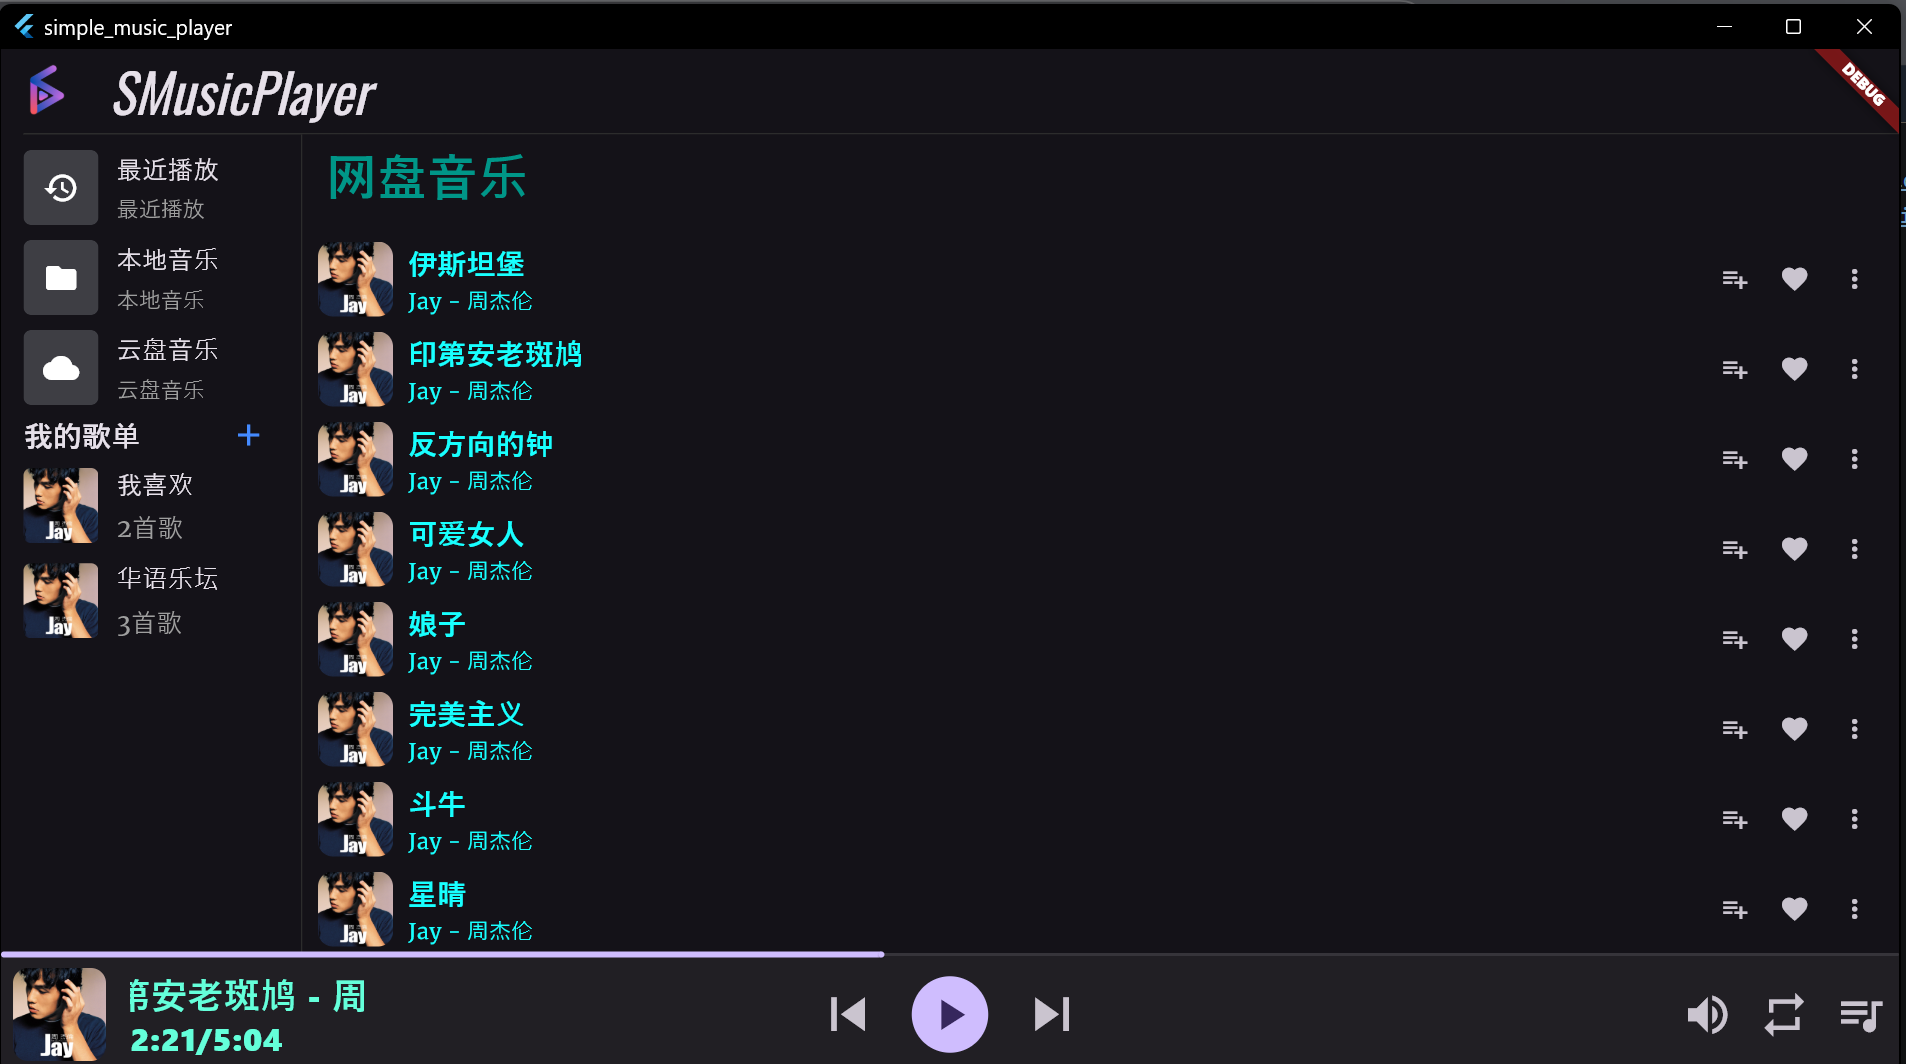 simple_music_player
SMusicPlayer
DEBUG
最近播放
最近播放
本地音乐
本地音乐
云盘音乐
云盘音乐
我的歌单
我喜欢
2首歌
华语乐坛
3首歌
网盘音乐
伊斯坦堡
Jay - 周杰伦
印第安老斑鸠
Jay - 周杰伦
反方向的钟
Jay - 周杰伦
可爱女人
Jay - 周杰伦
娘子
Jay - 周杰伦
完美主义
Jay - 周杰伦
斗牛
Jay - 周杰伦
星晴
Jay - 周杰伦
Jay
Jay
Jay
Jay
Jay
Jay
Jay
Jay
Jay
Jay
Jay
第安老斑鸠 - 周
2:21/5:04